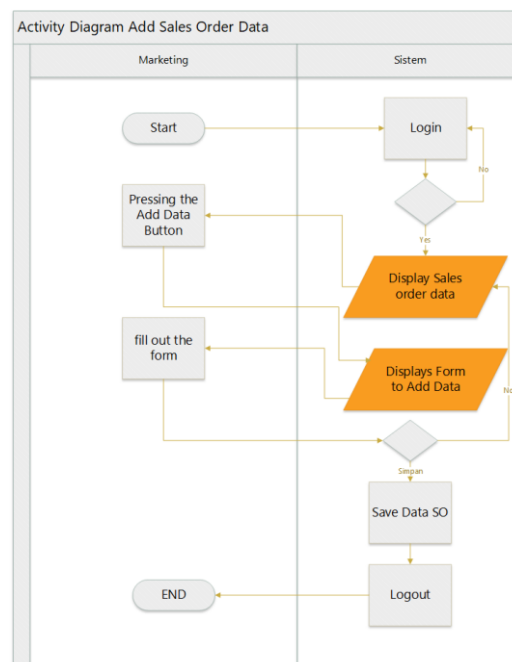 Activity Diagram Add Sales Order Data
Marketing
Sistem
Start
Login
No
Pressing the
Add Data
Button
Yes
Display Sales
order data
fill out the
form
Displays Form
to Add Data
No
Simpan
Save Data SO
END
Logout